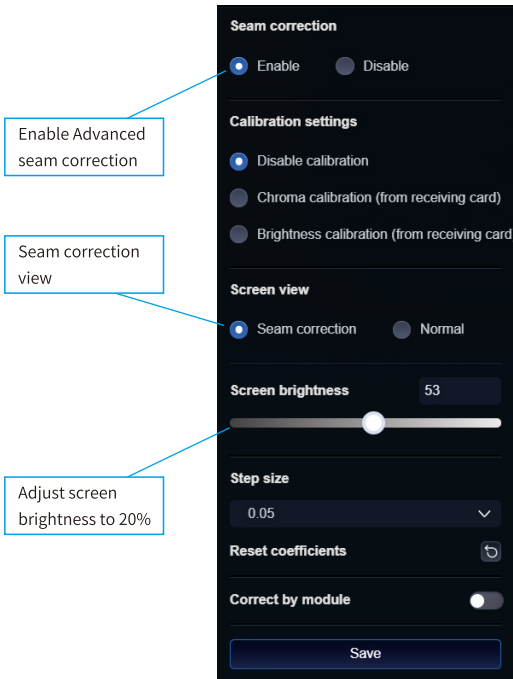 Seam correction
Enable
Disable
Enable Advanced
seam correction
Calibration settings
Disable calibration
Chroma calibration (from receiving card)
Brightness calibration (from receiving card
Seam correction
view
Screen view
Seam correction
Normal
Screen brightness
53
Adjust screen
brightness to 20%
Step size
0.05
Reset coefficients
Correct by module
Save